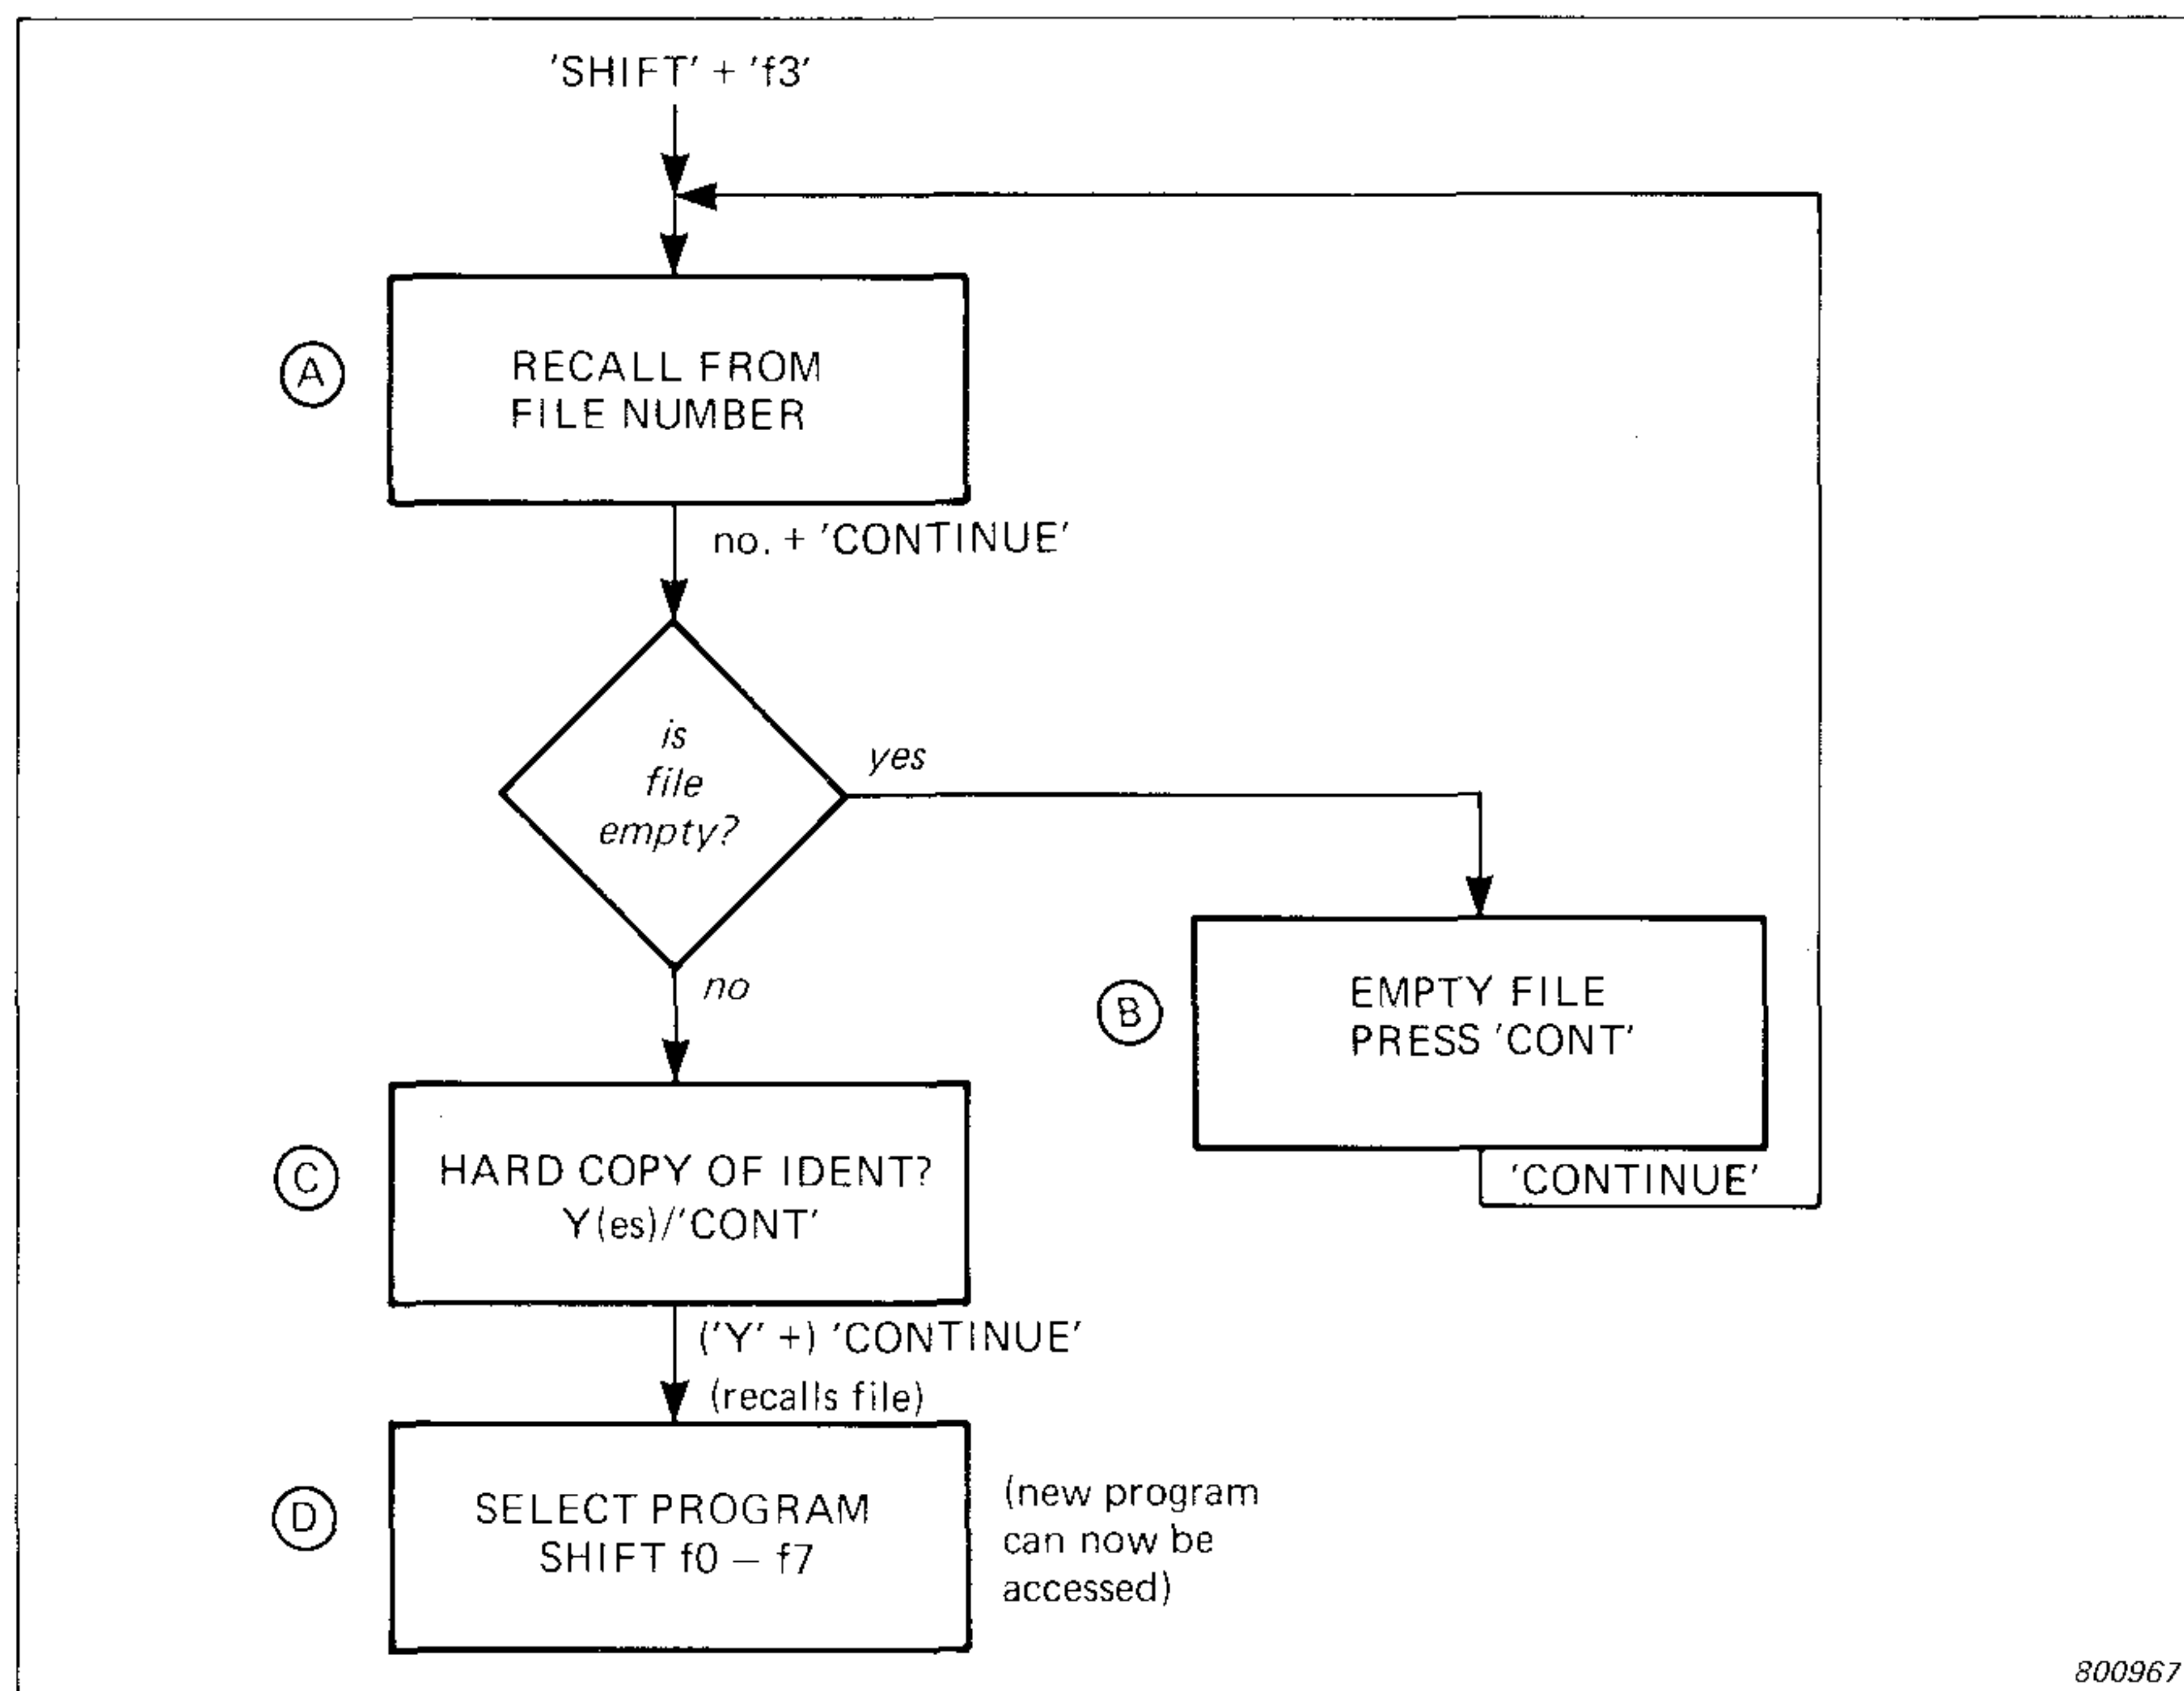 'SHIFT' + 'f3'
A
RECALL FROM
FILE NUMBER
no. + 'CONTINUE'
is
file
empty?
yes
no
B
EMPTY FILE
PRESS 'CONT'
'CONTINUE'
C
HARD COPY OF IDENT?
Y(es)/'CONT'
('Y' +) 'CONTINUE'
(recalls file)
D
SELECT PROGRAM
SHIFT f0 – f7
(new program
can now be
accessed)
800967